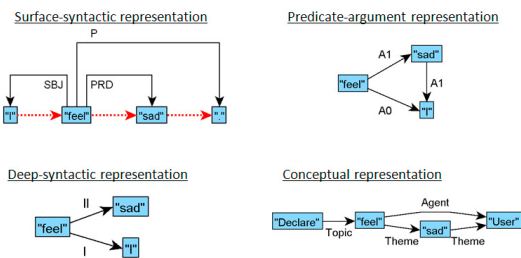 Surface-syntactic representation
P
SBJ
PRD
"I"
"feel"
"sad"
"."
Predicate-argument representation
A1
"sad"
"feel"
A1
A0
"I"
Deep-syntactic representation
II
"sad"
"feel"
I
"I"
Conceptual representation
Agent
"Declare"
"feel"
"User"
Topic
"sad"
Theme
Theme